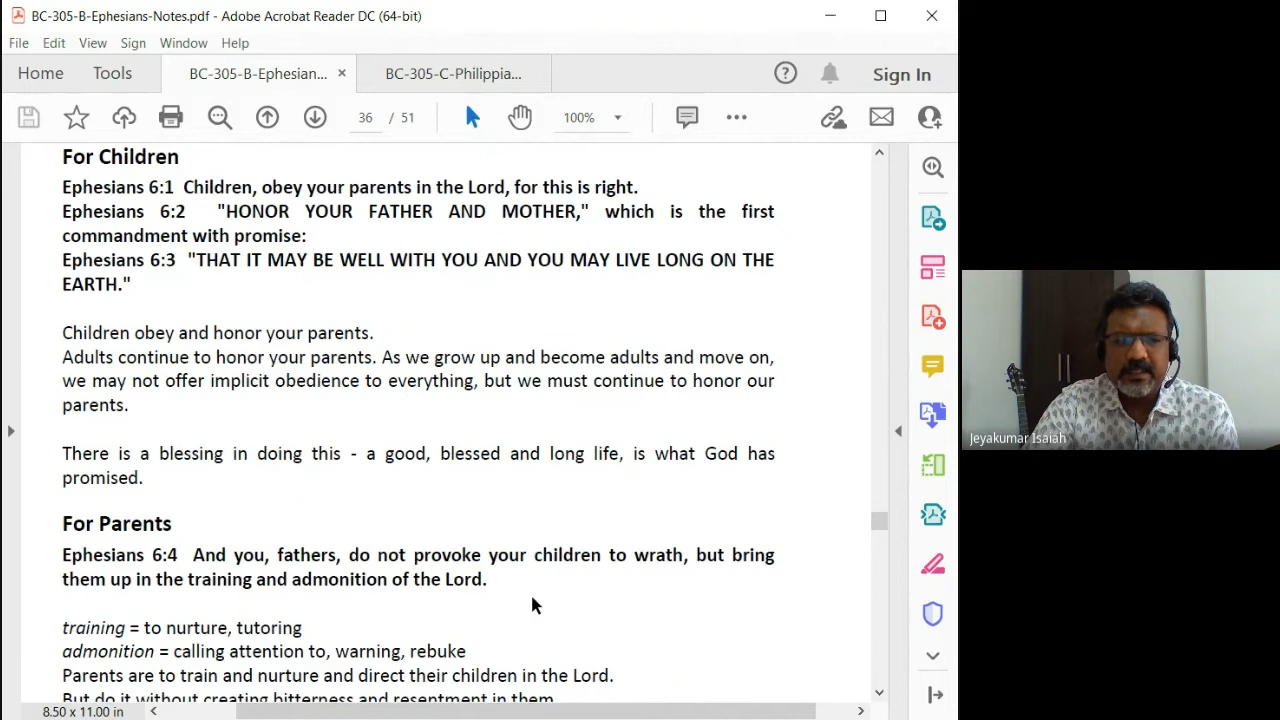 BC-305-B-Ephesians-Notes.pdf - Adobe Acrobat Reader DC (64-bit)
File Edit View Sign Window Help
Home Tools BC-305-B-Ephesian... × BC-305-C-Philippia... Sign In
36 / 51 100%
For Children
Ephesians 6:1 Children, obey your parents in the Lord, for this is right.
Ephesians 6:2 "HONOR YOUR FATHER AND MOTHER," which is the first
commandment with promise:
Ephesians 6:3 "THAT IT MAY BE WELL WITH YOU AND YOU MAY LIVE LONG ON THE
EARTH."
Children obey and honor your parents.
Adults continue to honor your parents. As we grow up and become adults and move on,
we may not offer implicit obedience to everything, but we must continue to honor our
parents.
There is a blessing in doing this - a good, blessed and long life, is what God has
promised.
For Parents
Ephesians 6:4 And you, fathers, do not provoke your children to wrath, but bring
them up in the training and admonition of the Lord.
training = to nurture, tutoring
admonition = calling attention to, warning, rebuke
Parents are to train and nurture and direct their children in the Lord.
But do it without creating bitterness and resentment in them
8.50 x 11.00 in
Jeyakumar Isaiah